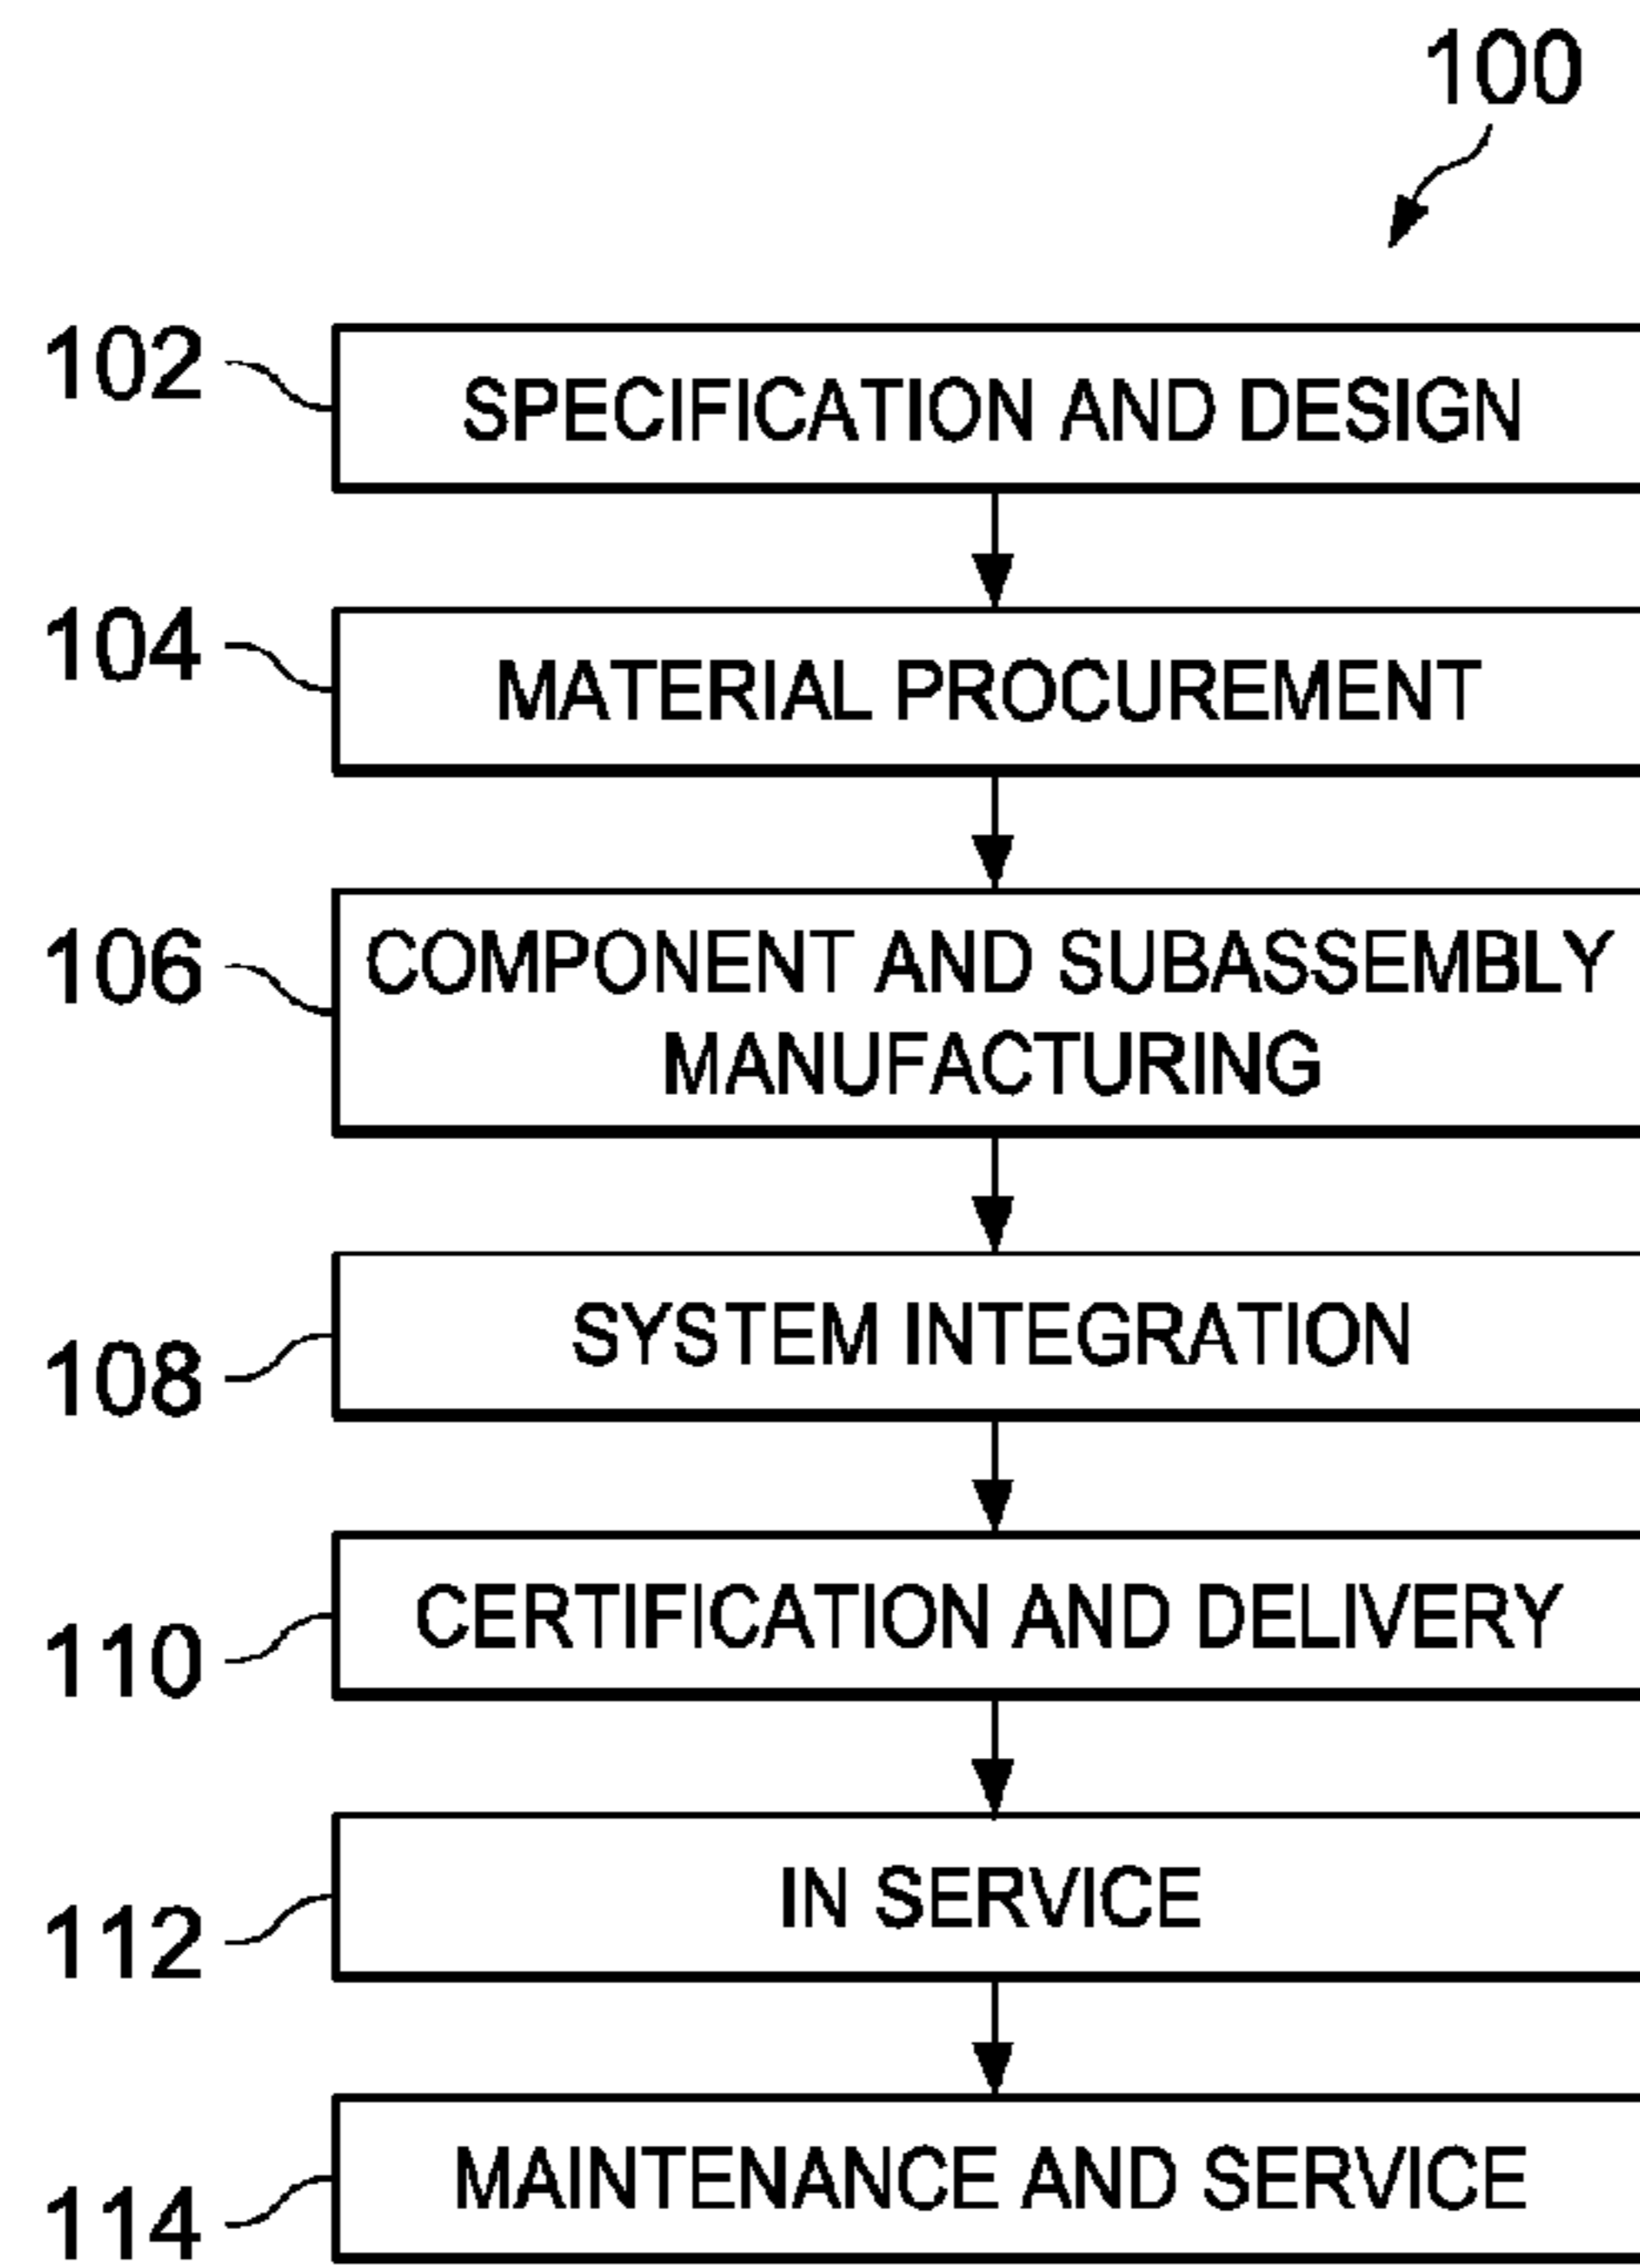 100
102
SPECIFICATION AND DESIGN
104
MATERIAL PROCUREMENT
106
COMPONENT AND SUBASSEMBLY
MANUFACTURING
108
SYSTEM INTEGRATION
110
CERTIFICATION AND DELIVERY
112
IN SERVICE
114
MAINTENANCE AND SERVICE